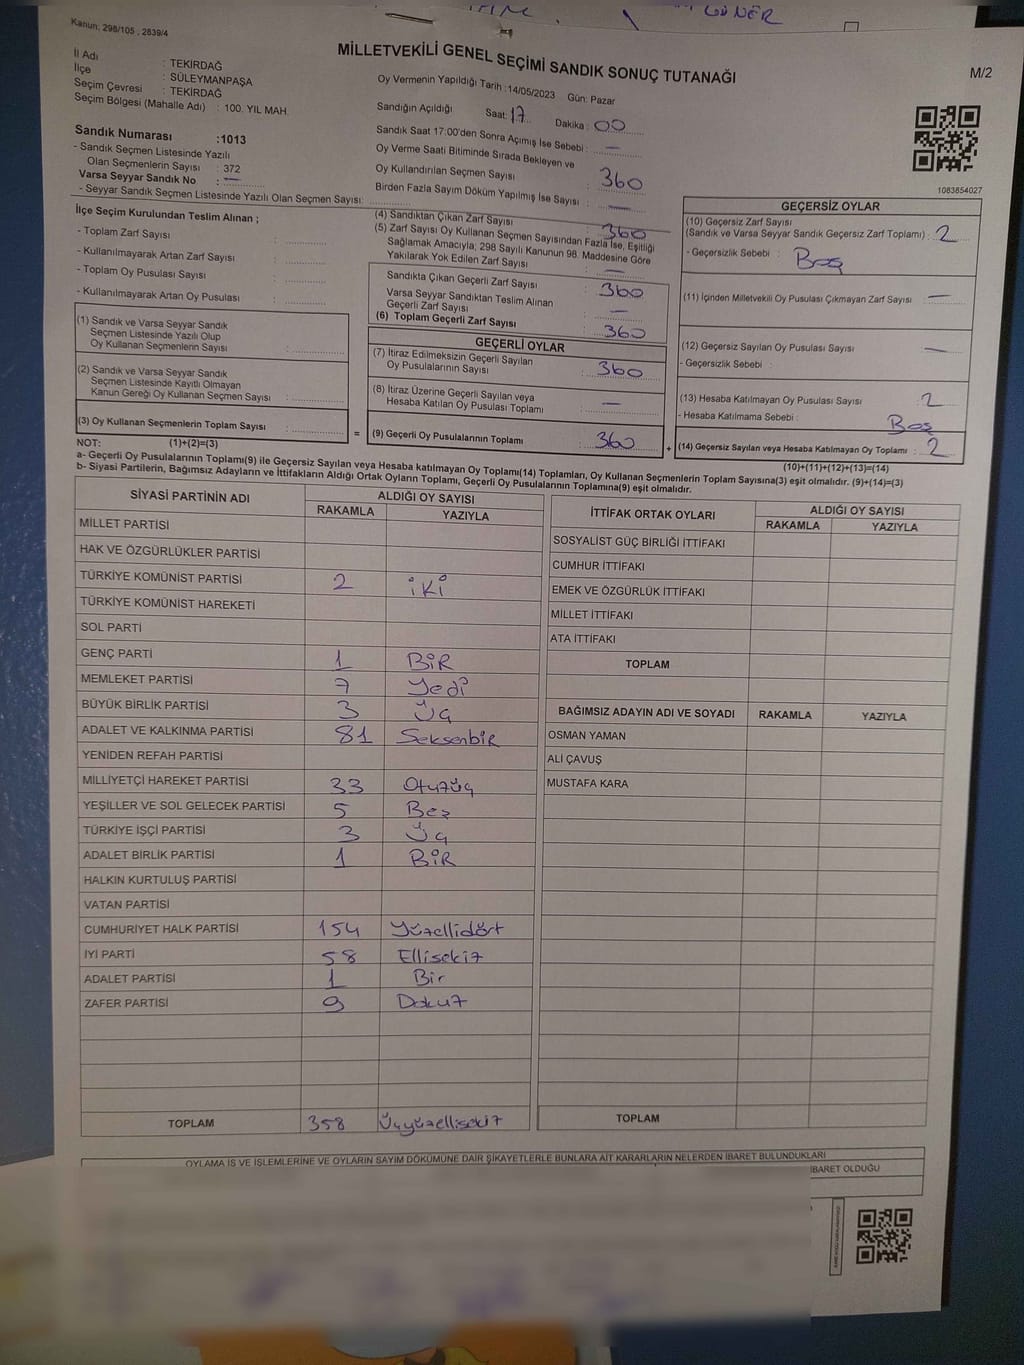 GÜNER
Kanun; 298/105 , 2839/4
MİLLETVEKİLİ GENEL SEÇİMİ SANDIK SONUÇ TUTANAĞI
M/2
İl Adı : TEKİRDAĞ
İlçe : SÜLEYMANPAŞA
Seçim Çevresi : TEKİRDAĞ
Seçim Bölgesi (Mahalle Adı) : 100. YIL MAH.
Oy Vermenin Yapıldığı Tarih :14/05/2023 Gün: Pazar
Sandığın Açıldığı Saat: 17 Dakika : 00
Sandık Saat 17:00'den Sonra Açımış İse Sebebi : —
Oy Verme Saati Bitiminde Sırada Bekleyen ve
Oy Kullandırılan Seçmen Sayısı : 360
Birden Fazla Sayım Döküm Yapılmış İse Sayısı : —
Sandık Numarası :1013
- Sandık Seçmen Listesinde Yazılı
Olan Seçmenlerin Sayısı : 372
Varsa Seyyar Sandık No : —
- Seyyar Sandık Seçmen Listesinde Yazılı Olan Seçmen Sayısı:
1083854027
İlçe Seçim Kurulundan Teslim Alınan ;
- Toplam Zarf Sayısı :
- Kullanılmayarak Artan Zarf Sayısı :
- Toplam Oy Pusulası Sayısı :
- Kullanılmayarak Artan Oy Pusulası :
(1) Sandık ve Varsa Seyyar Sandık
Seçmen Listesinde Yazılı Olup
Oy Kullanan Seçmenlerin Sayısı :
(2) Sandık ve Varsa Seyyar Sandık
Seçmen Listesinde Kayıtlı Olmayan
Kanun Gereği Oy Kullanan Seçmen Sayısı :
(3) Oy Kullanan Seçmenlerin Toplam Sayısı :
(4) Sandıktan Çıkan Zarf Sayısı : 360
(5) Zarf Sayısı Oy Kullanan Seçmen Sayısından Fazla İse, Eşitliği
Sağlamak Amacıyla; 298 Sayılı Kanunun 98. Maddesine Göre
Yakılarak Yok Edilen Zarf Sayısı : —
Sandıkta Çıkan Geçerli Zarf Sayısı : 360
Varsa Seyyar Sandıktan Teslim Alınan
Geçerli Zarf Sayısı : —
(6) Toplam Geçerli Zarf Sayısı : 360
GEÇERLİ OYLAR
(7) İtiraz Edilmeksizin Geçerli Sayılan
Oy Pusulalarının Sayısı : 360
(8) İtiraz Üzerine Geçerli Sayılan veya
Hesaba Katılan Oy Pusulası Toplamı : —
= (9) Geçerli Oy Pusulalarının Toplamı : 360 +
GEÇERSİZ OYLAR
(10) Geçersiz Zarf Sayısı
(Sandık ve Varsa Seyyar Sandık Geçersiz Zarf Toplamı) : 2
- Geçersizlik Sebebi : Boş
(11) İçinden Milletvekili Oy Pusulası Çıkmayan Zarf Sayısı : —
(12) Geçersiz Sayılan Oy Pusulası Sayısı : —
- Geçersizlik Sebebi :
(13) Hesaba Katılmayan Oy Pusulası Sayısı : 2
- Hesaba Katılmama Sebebi : Boş
(14) Geçersiz Sayılan veya Hesaba Katılmayan Oy Toplamı : 2
NOT: (1)+(2)=(3)
(10)+(11)+(12)+(13)=(14)
a- Geçerli Oy Pusulalarının Toplamı(9) ile Geçersiz Sayılan veya Hesaba katılmayan Oy Toplamı(14) Toplamları, Oy Kullanan Seçmenlerin Toplam Sayısına(3) eşit olmalıdır. (9)+(14)=(3)
b- Siyasi Partilerin, Bağımsız Adayların ve İttifakların Aldığı Ortak Oyların Toplamı, Geçerli Oy Pusulalarının Toplamına(9) eşit olmalıdır.
SİYASİ PARTİNİN ADI ALDIĞI OY SAYISI
RAKAMLA YAZIYLA
MİLLET PARTİSİ
HAK VE ÖZGÜRLÜKLER PARTİSİ
TÜRKİYE KOMÜNİST PARTİSİ 2 iKi
TÜRKİYE KOMÜNİST HAREKETİ
SOL PARTİ
GENÇ PARTİ 1 BİR
MEMLEKET PARTİSİ 7 Yedi
BÜYÜK BİRLİK PARTİSİ 3 Üç
ADALET VE KALKINMA PARTİSİ 81 Seksenbir
YENİDEN REFAH PARTİSİ
MİLLİYETÇİ HAREKET PARTİSİ 33 Otuzüç
YEŞİLLER VE SOL GELECEK PARTİSİ 5 Beş
TÜRKİYE İŞÇİ PARTİSİ 3 Üç
ADALET BİRLİK PARTİSİ 1 BİR
HALKIN KURTULUŞ PARTİSİ
VATAN PARTİSİ
CUMHURİYET HALK PARTİSİ 154 Yüzellidört
İYİ PARTİ 58 Ellisekiz
ADALET PARTİSİ 1 Bir
ZAFER PARTİSİ 9 Dokuz
TOPLAM 358 Üçyüzellisekiz
İTTİFAK ORTAK OYLARI ALDIĞI OY SAYISI
RAKAMLA YAZIYLA
SOSYALİST GÜÇ BİRLİĞİ İTTİFAKI
CUMHUR İTTİFAKI
EMEK VE ÖZGÜRLÜK İTTİFAKI
MİLLET İTTİFAKI
ATA İTTİFAKI
TOPLAM
BAĞIMSIZ ADAYIN ADI VE SOYADI RAKAMLA YAZIYLA
OSMAN YAMAN
ALİ ÇAVUŞ
MUSTAFA KARA
TOPLAM
OYLAMA İŞ VE İŞLEMLERİNE VE OYLARIN SAYIM DÖKÜMÜNE DAİR ŞİKAYETLERLE BUNLARA AİT KARARLARIN NELERDEN İBARET BULUNDUKLARI
İBARET OLDUĞU